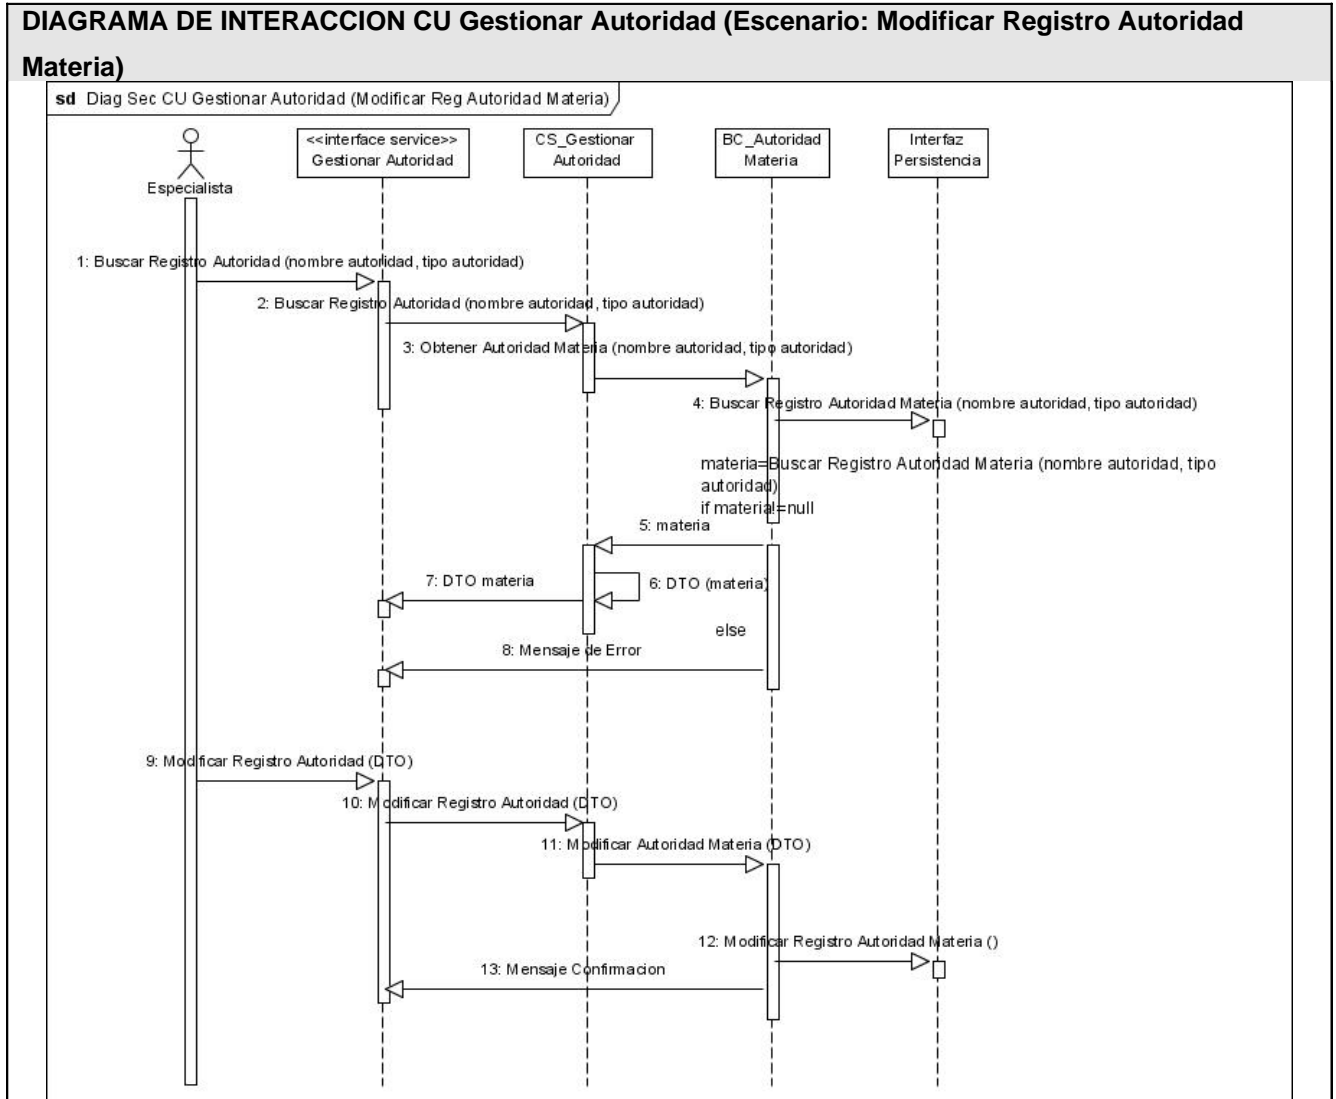 DIAGRAMA DE INTERACCION CU Gestionar Autoridad (Escenario: Modificar Registro Autoridad
Materia)
sd Diag Sec CU Gestionar Autoridad (Modificar Reg Autoridad Materia)
Especialista
<<interface service>>
Gestionar Autoridad
CS_Gestionar
Autoridad
BC_Autoridad
Materia
Interfaz
Persistencia
1: Buscar Registro Autoridad (nombre autoridad, tipo autoridad)
2: Buscar Registro Autoridad (nombre autoridad, tipo autoridad)
3: Obtener Autoridad Materia (nombre autoridad, tipo autoridad)
4: Buscar Registro Autoridad Materia (nombre autoridad, tipo autoridad)
materia=Buscar Registro Autoridad Materia (nombre autoridad, tipo
autoridad)
if materia!=null
5: materia
6: DTO (materia)
7: DTO materia
else
8: Mensaje de Error
9: Modificar Registro Autoridad (DTO)
10: Modificar Registro Autoridad (DTO)
11: Modificar Autoridad Materia (DTO)
12: Modificar Registro Autoridad Materia ()
13: Mensaje Confirmacion